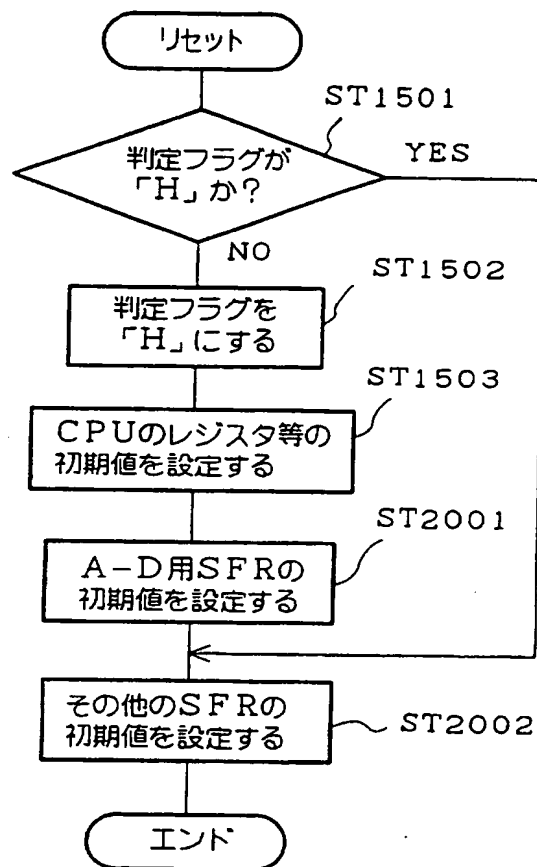 リセット
ST1501
判定フラグが
「H」か？
YES
NO
ST1502
判定フラグを
「H」にする
ST1503
CPUのレジスタ等の
初期値を設定する
ST2001
A-D用SFRの
初期値を設定する
その他のSFRの
初期値を設定する
ST2002
エンド